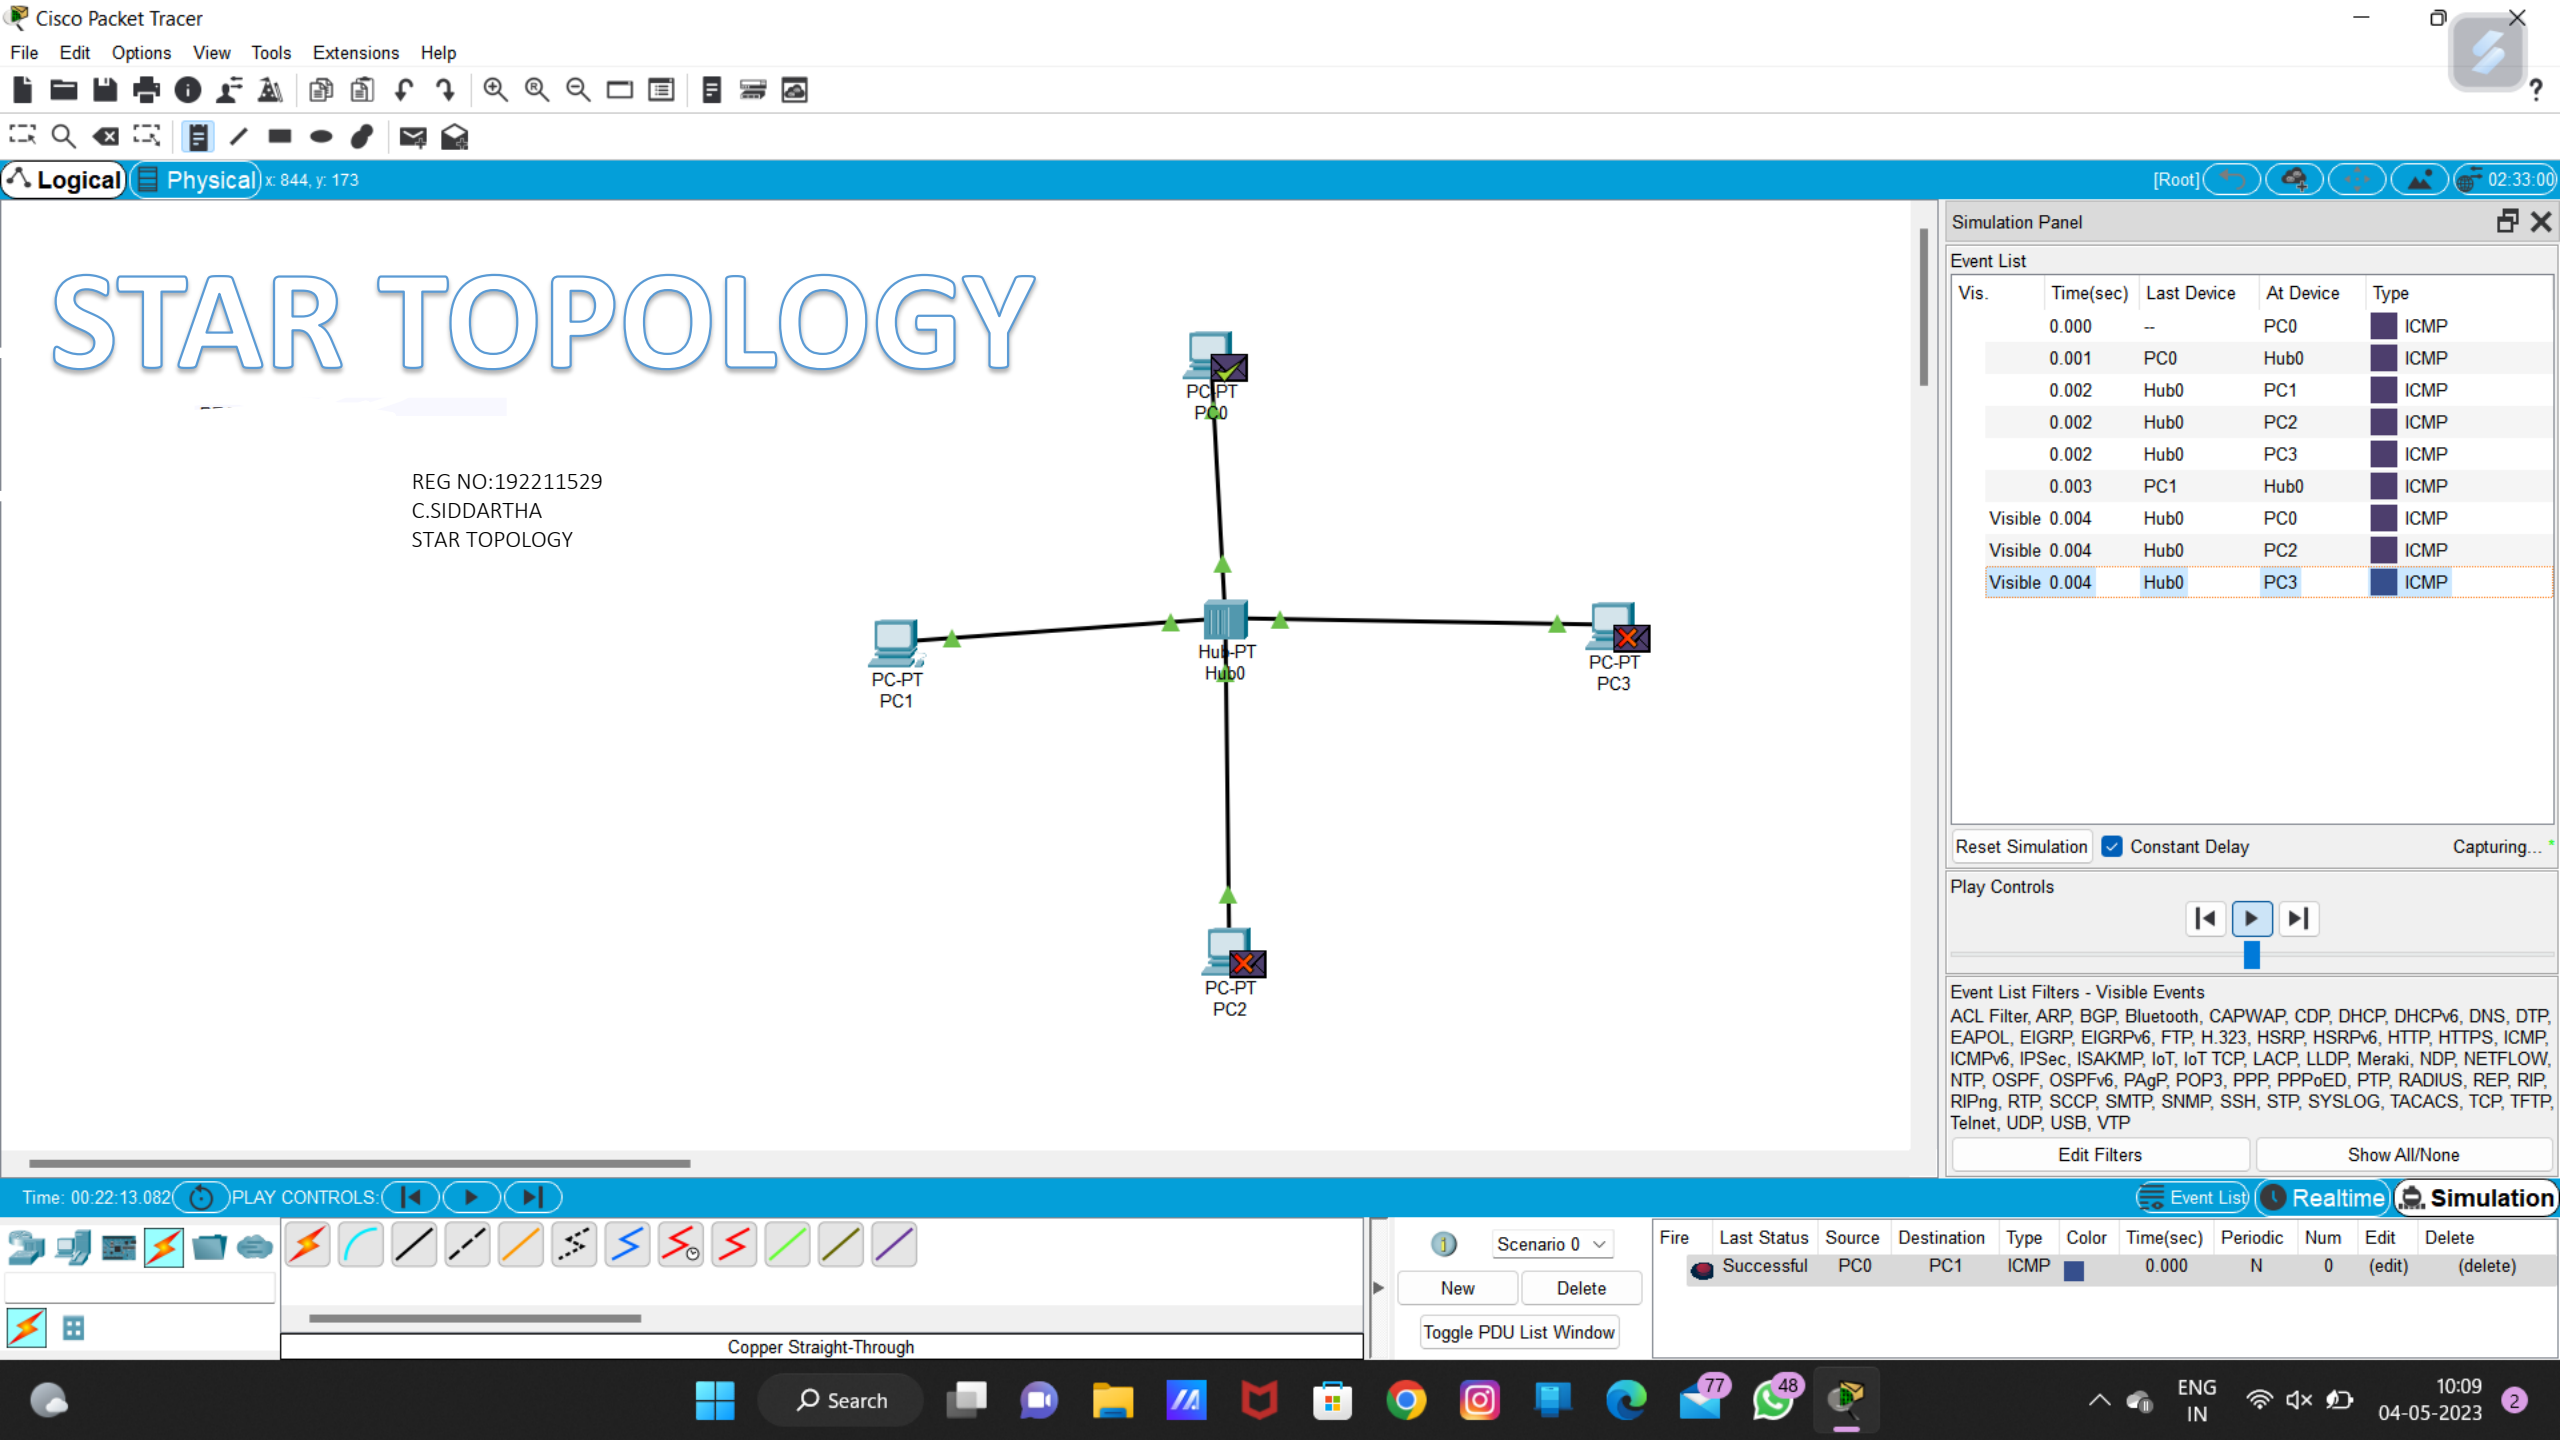 Cisco Packet Tracer
File Edit Options View Tools Extensions Help
?
Logical Physical x: 844, y: 173 [Root] 02:33:00
Simulation Panel
Event List
Vis. Time(sec) Last Device At Device Type
0.000 -- PC0 ICMP
0.001 PC0 Hub0 ICMP
0.002 Hub0 PC1 ICMP
0.002 Hub0 PC2 ICMP
0.002 Hub0 PC3 ICMP
0.003 PC1 Hub0 ICMP
Visible 0.004 Hub0 PC0 ICMP
Visible 0.004 Hub0 PC2 ICMP
Visible 0.004 Hub0 PC3 ICMP
Reset Simulation Constant Delay Capturing... *
Play Controls
Event List Filters - Visible Events
ACL Filter, ARP, BGP, Bluetooth, CAPWAP, CDP, DHCP, DHCPv6, DNS, DTP,
EAPOL, EIGRP, EIGRPv6, FTP, H.323, HSRP, HSRPv6, HTTP, HTTPS, ICMP,
ICMPv6, IPSec, ISAKMP, IoT, IoT TCP, LACP, LLDP, Meraki, NDP, NETFLOW,
NTP, OSPF, OSPFv6, PAgP, POP3, PPP, PPPoED, PTP, RADIUS, REP, RIP,
RIPng, RTP, SCCP, SMTP, SNMP, SSH, STP, SYSLOG, TACACS, TCP, TFTP,
Telnet, UDP, USB, VTP
Edit Filters Show All/None
STAR TOPOLOGY
REG NO:192211529
C.SIDDARTHA
STAR TOPOLOGY
PC-PT
PC0
PC-PT
PC1
Hub-PT
Hub0
PC-PT
PC3
PC-PT
PC2
Time: 00:22:13.082 PLAY CONTROLS: Event List Realtime Simulation
Copper Straight-Through
Scenario 0
New Delete
Toggle PDU List Window
Fire Last Status Source Destination Type Color Time(sec) Periodic Num Edit Delete
Successful PC0 PC1 ICMP 0.000 N 0 (edit) (delete)
Search 77 48 ENG 10:09
IN 04-05-2023 2